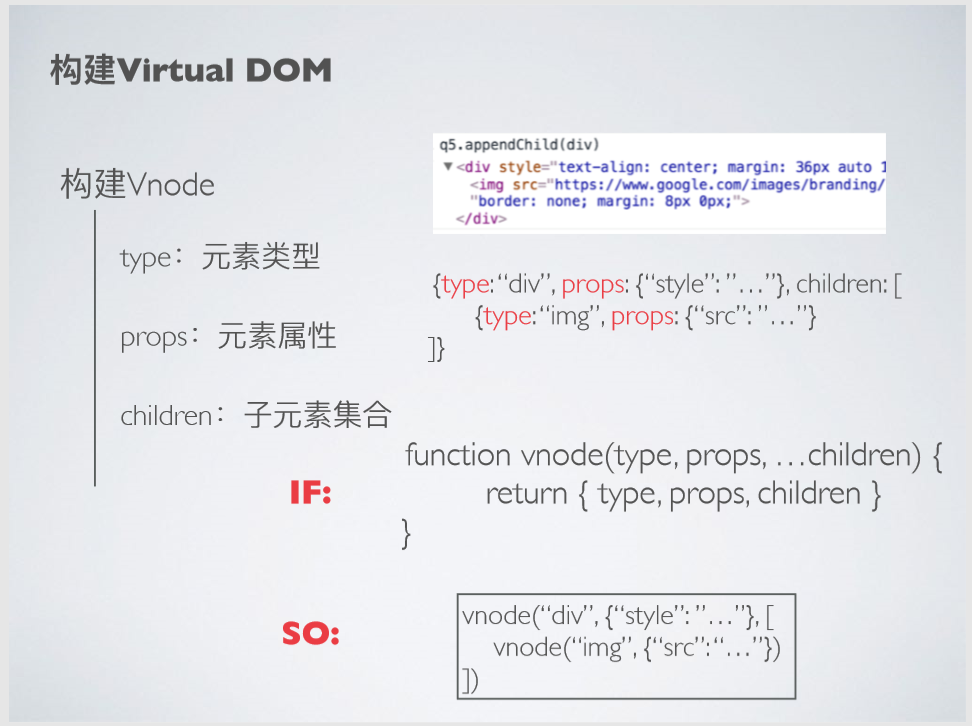 构建Virtual DOM
构建Vnode
type： 元素类型
props： 元素属性
children： 子元素集合
q5.appendChild(div)
▼<div style="text-align: center; margin: 36px auto 1
<img src="https://www.google.com/images/branding/
"border: none; margin: 8px 0px;">
</div>
{type:“div”, props: {“style”: ”…”}, children: [
{type:“img”, props: {“src”: ”…”}
]}
IF:
function vnode(type, props, …children) {
return { type, props, children }
}
SO:
vnode(“div”, {“style”: ”…”}, [
vnode(“img”, {“src”:“…”})
])